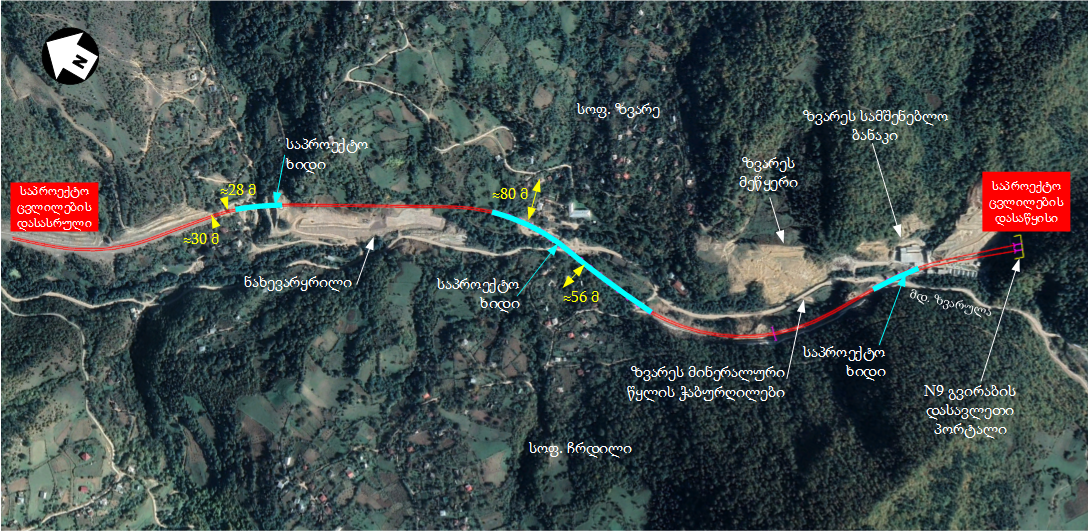 N
სოფ. ზვარე
ზვარეს სამშენებლო
ბანაკი
საპროექტო
ხიდი
ზვარეს
მეწყერი
საპროექტო
ცვლილების
დასასრული
≈28 მ
≈80 მ
საპროექტო
ცვლილების
დასაწყისი
≈30 მ
ნახევარყრილი
საპროექტო
ხიდი
≈56 მ
მდ. ზვარულა
საპროექტო
ხიდი
ზვარეს მინერალური
წყლის ჭაბურღილები
N9 გვირაბის
დასავლეთი
პორტალი
სოფ. ჩრდილი